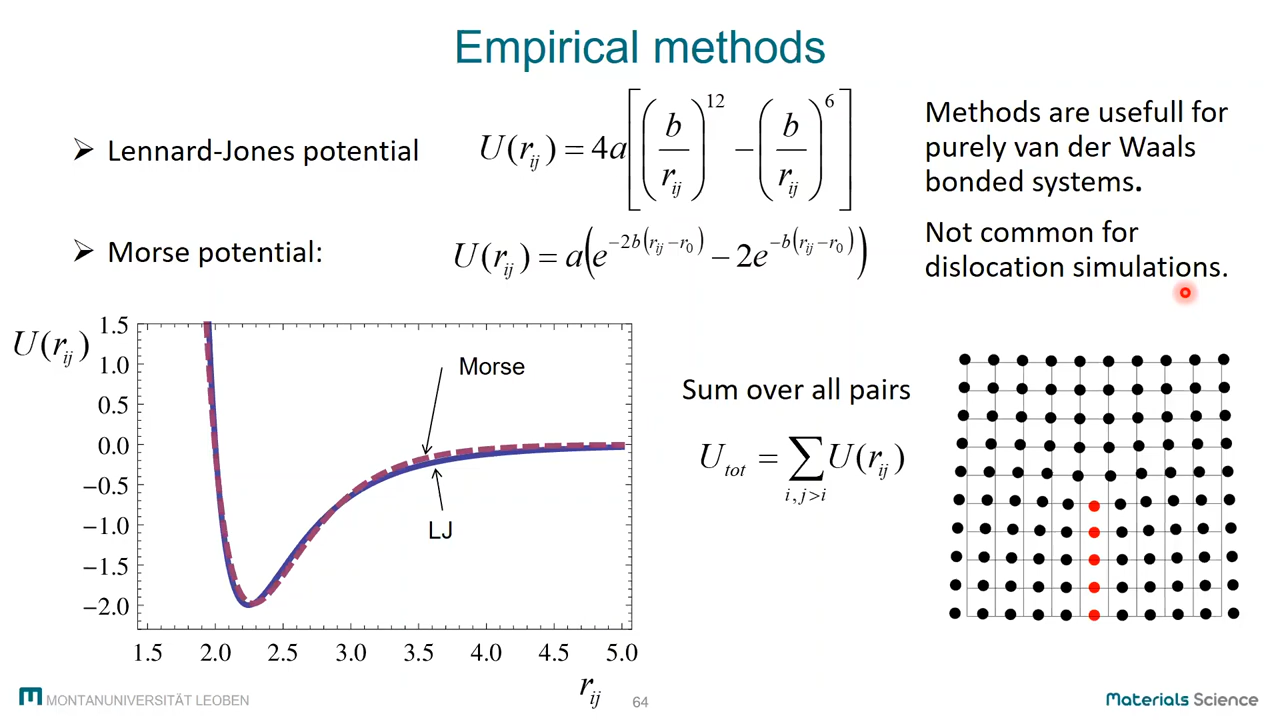 Empirical methods
➢ Lennard-Jones potential
U(r_ij) = 4a[(b/r_ij)^12 − (b/r_ij)^6]
Methods are usefull for
purely van der Waals
bonded systems.
➢ Morse potential:
U(r_ij) = a(e^{−2b(r_ij−r_0)} − 2e^{−b(r_ij−r_0)})
Not common for
dislocation simulations.
U(r_ij)
1.5
1.0
0.5
0.0
−0.5
−1.0
−1.5
−2.0
Morse
LJ
1.5 2.0 2.5 3.0 3.5 4.0 4.5 5.0
r_ij
Sum over all pairs
U_tot = ∑_{i,j>i} U(r_ij)
MONTANUNIVERSITÄT LEOBEN
64
Materials Science